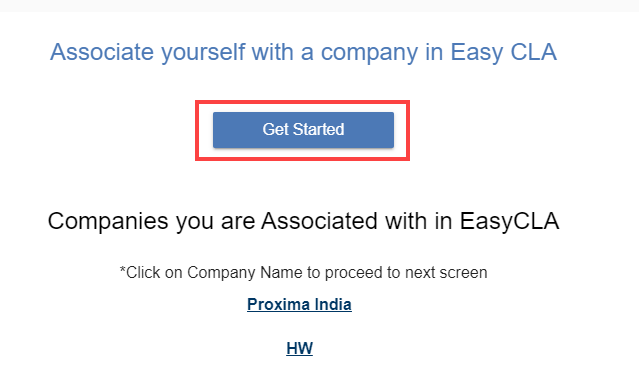 Associate yourself with a company in Easy CLA
Get Started
Companies you are Associated with in EasyCLA
*Click on Company Name to proceed to next screen
Proxima India
HW